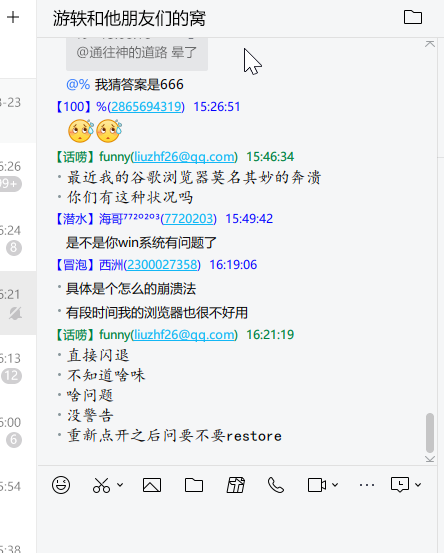 游轶和他朋友们的窝
@通往神的道路 晕了
8-23
@% 我猜答案是666
【100】%(2865694319) 15:26:51
【话唠】funny(liuzhf26@qq.com) 15:46:34
6:26
最近我的谷歌浏览器莫名其妙的奔溃
99+
你们有这种状况吗
【潜水】海哥⁷⁷²⁰²⁰³(7720203) 15:49:42
6:24
是不是你win系统有问题了
8
【冒泡】西洲(2300027358) 16:19:06
具体是个怎么的崩溃法
6:21
有段时间我的浏览器也很不好用
【话唠】funny(liuzhf26@qq.com) 16:21:19
直接闪退
6:13
不知道啥味
12
啥问题
没警告
6:00
重新点开之后问要不要restore
6
5:54
5:38